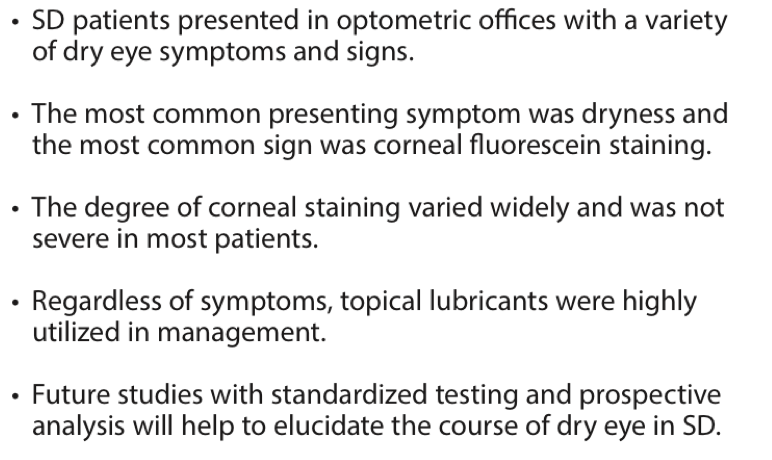 • SD patients presented in optometric offices with a variety
of dry eye symptoms and signs.
• The most common presenting symptom was dryness and
the most common sign was corneal fluorescein staining.
• The degree of corneal staining varied widely and was not
severe in most patients.
• Regardless of symptoms, topical lubricants were highly
utilized in management.
• Future studies with standardized testing and prospective
analysis will help to elucidate the course of dry eye in SD.